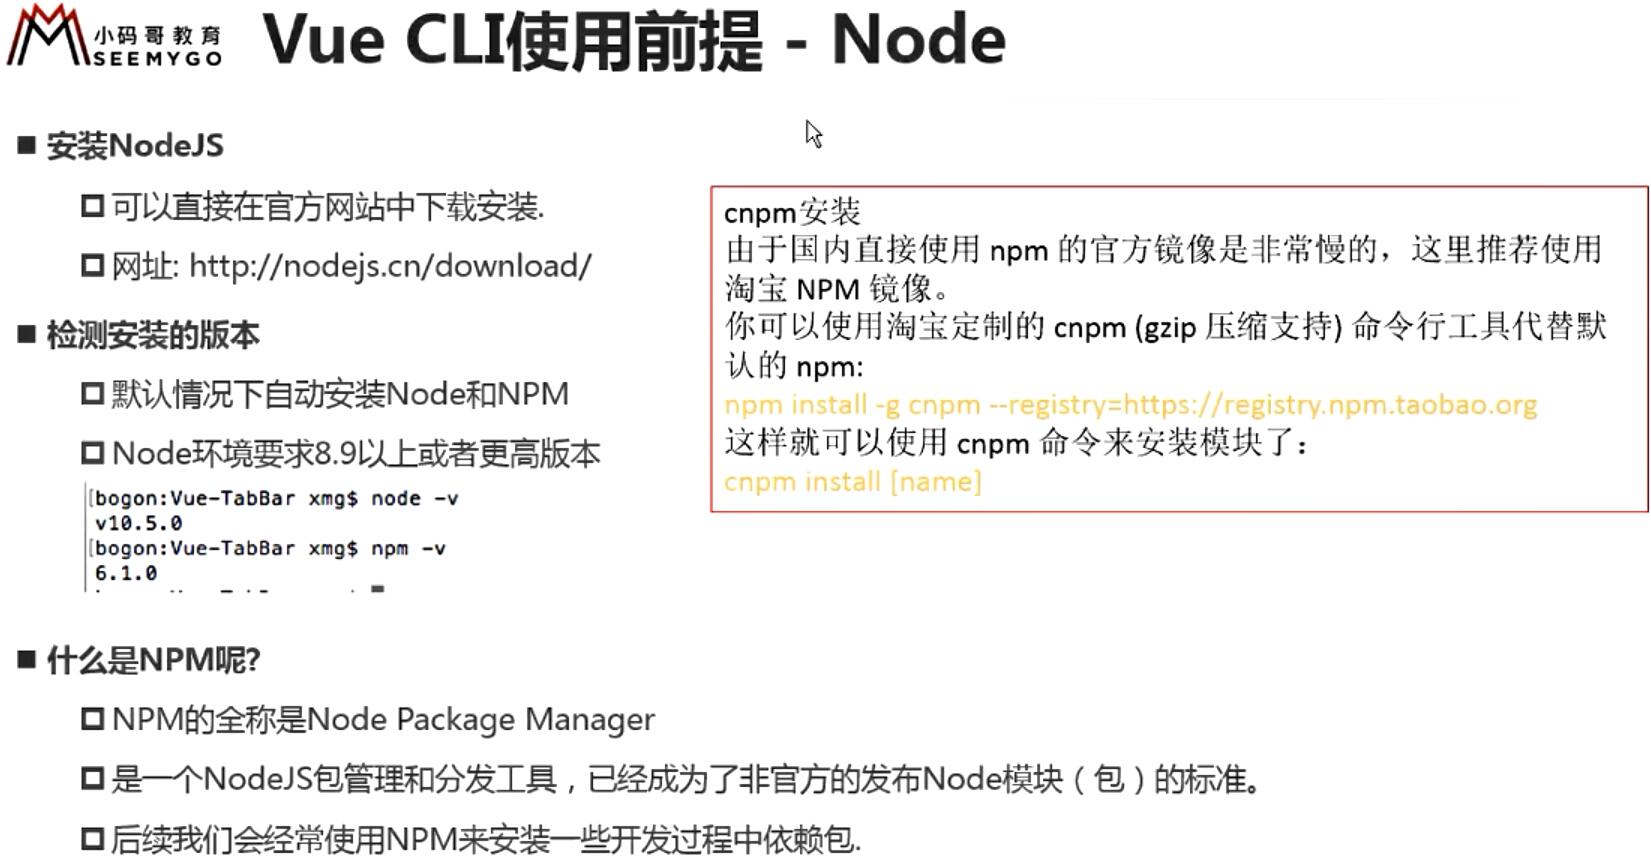 小码哥教育
SEEMYGO
Vue CLI使用前提 - Node
安装NodeJS
可以直接在官方网站中下载安装.
网址: http://nodejs.cn/download/
检测安装的版本
默认情况下自动安装Node和NPM
Node环境要求8.9以上或者更高版本
[bogon:Vue-TabBar xmg$ node -v
v10.5.0
[bogon:Vue-TabBar xmg$ npm -v
6.1.0
cnpm安装
由于国内直接使用 npm 的官方镜像是非常慢的，这里推荐使用
淘宝 NPM 镜像。
你可以使用淘宝定制的 cnpm (gzip 压缩支持) 命令行工具代替默
认的 npm:
npm install -g cnpm --registry=https://registry.npm.taobao.org
这样就可以使用 cnpm 命令来安装模块了：
cnpm install [name]
什么是NPM呢?
NPM的全称是Node Package Manager
是一个NodeJS包管理和分发工具，已经成为了非官方的发布Node模块（包）的标准。
后续我们会经常使用NPM来安装一些开发过程中依赖包.